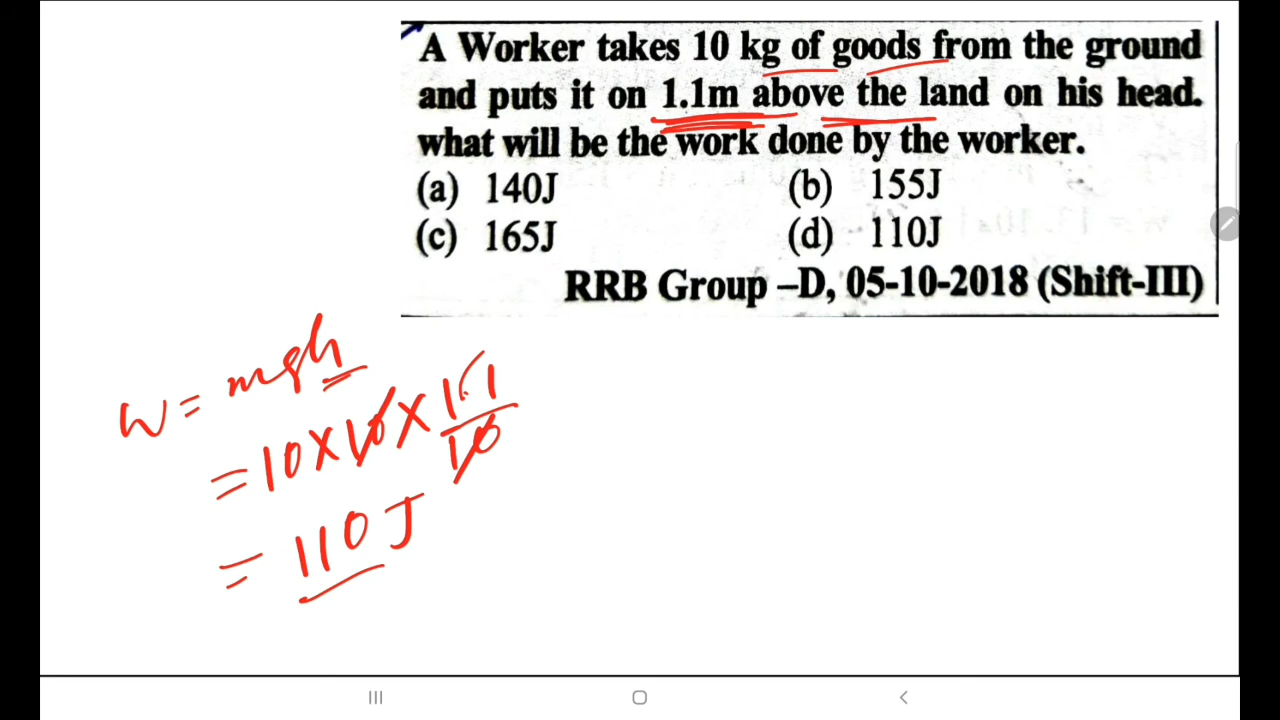 A Worker takes 10 kg of goods from the ground
and puts it on 1.1m above the land on his head.
what will be the work done by the worker.
(a) 140J (b) 155J
(c) 165J (d) 110J
RRB Group –D, 05-10-2018 (Shift-III)
W = mgh
= 10 × 10 × 11/10
= 110 J